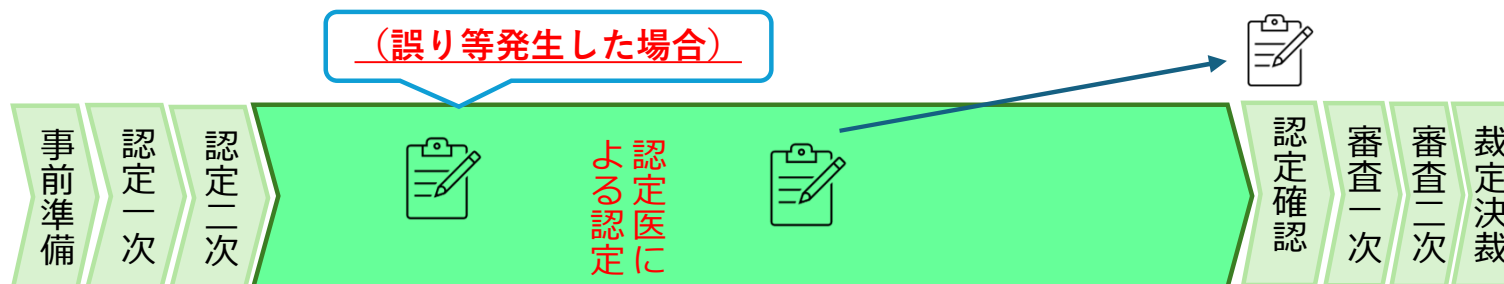 （誤り等発生した場合）
事前準備
認定一次
認定二次
認定医に
よる認定
認定確認
審査一次
審査二次
裁定決裁